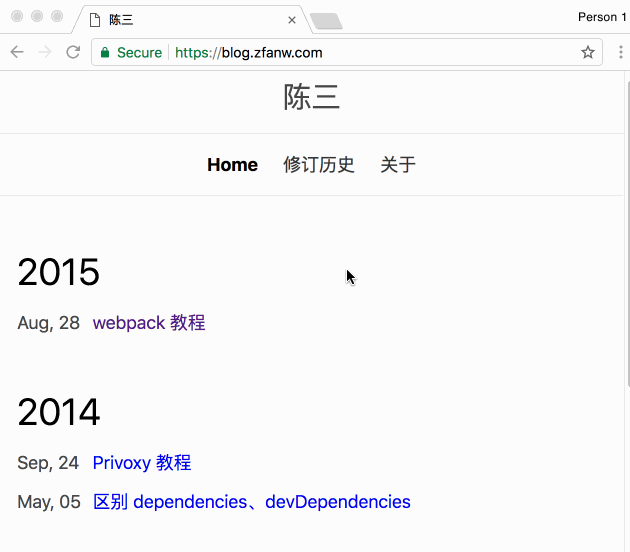 陈三
Person 1
Secure https://blog.zfanw.com
陈三
Home 修订历史 关于
2015
Aug, 28 webpack 教程
2014
Sep, 24 Privoxy 教程
May, 05 区别 dependencies、devDependencies